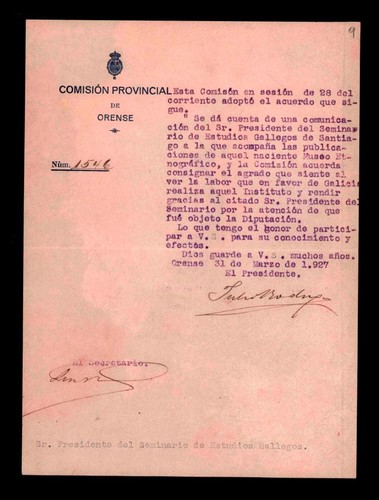 9
COMISIÓN PROVINCIAL
DE
ORENSE
Núm. 1546
Esta Comisón en sesión de 28 del
corriente adoptó el acuerdo que si
gue.
"Se dá cuenta de una comunica
ción del Sr. Presidente del Semina
rio de Estudios Gallegos de Santia
go a la que acompaña las publica
ciones de aquel naciente Museo Et
nográfico, y la Comisión acuerda
consignar el agrado que siente al
ver la labor que en favor de Galicia
realiza aquel Instituto y rendir
gracias al citado Sr. Presidente del
Seminario por la atención de que
fué objeto la Diputación.
Lo que tengo el honor de partici
par a V.S. para su conocimiento y
efectos.
Dios guarde a V.S. muchos años.
Orense 31 de Marzo de 1.927
El Presidente.
El Secretario.
Sr. Presidente del Seminario de Estudios Gallegos.